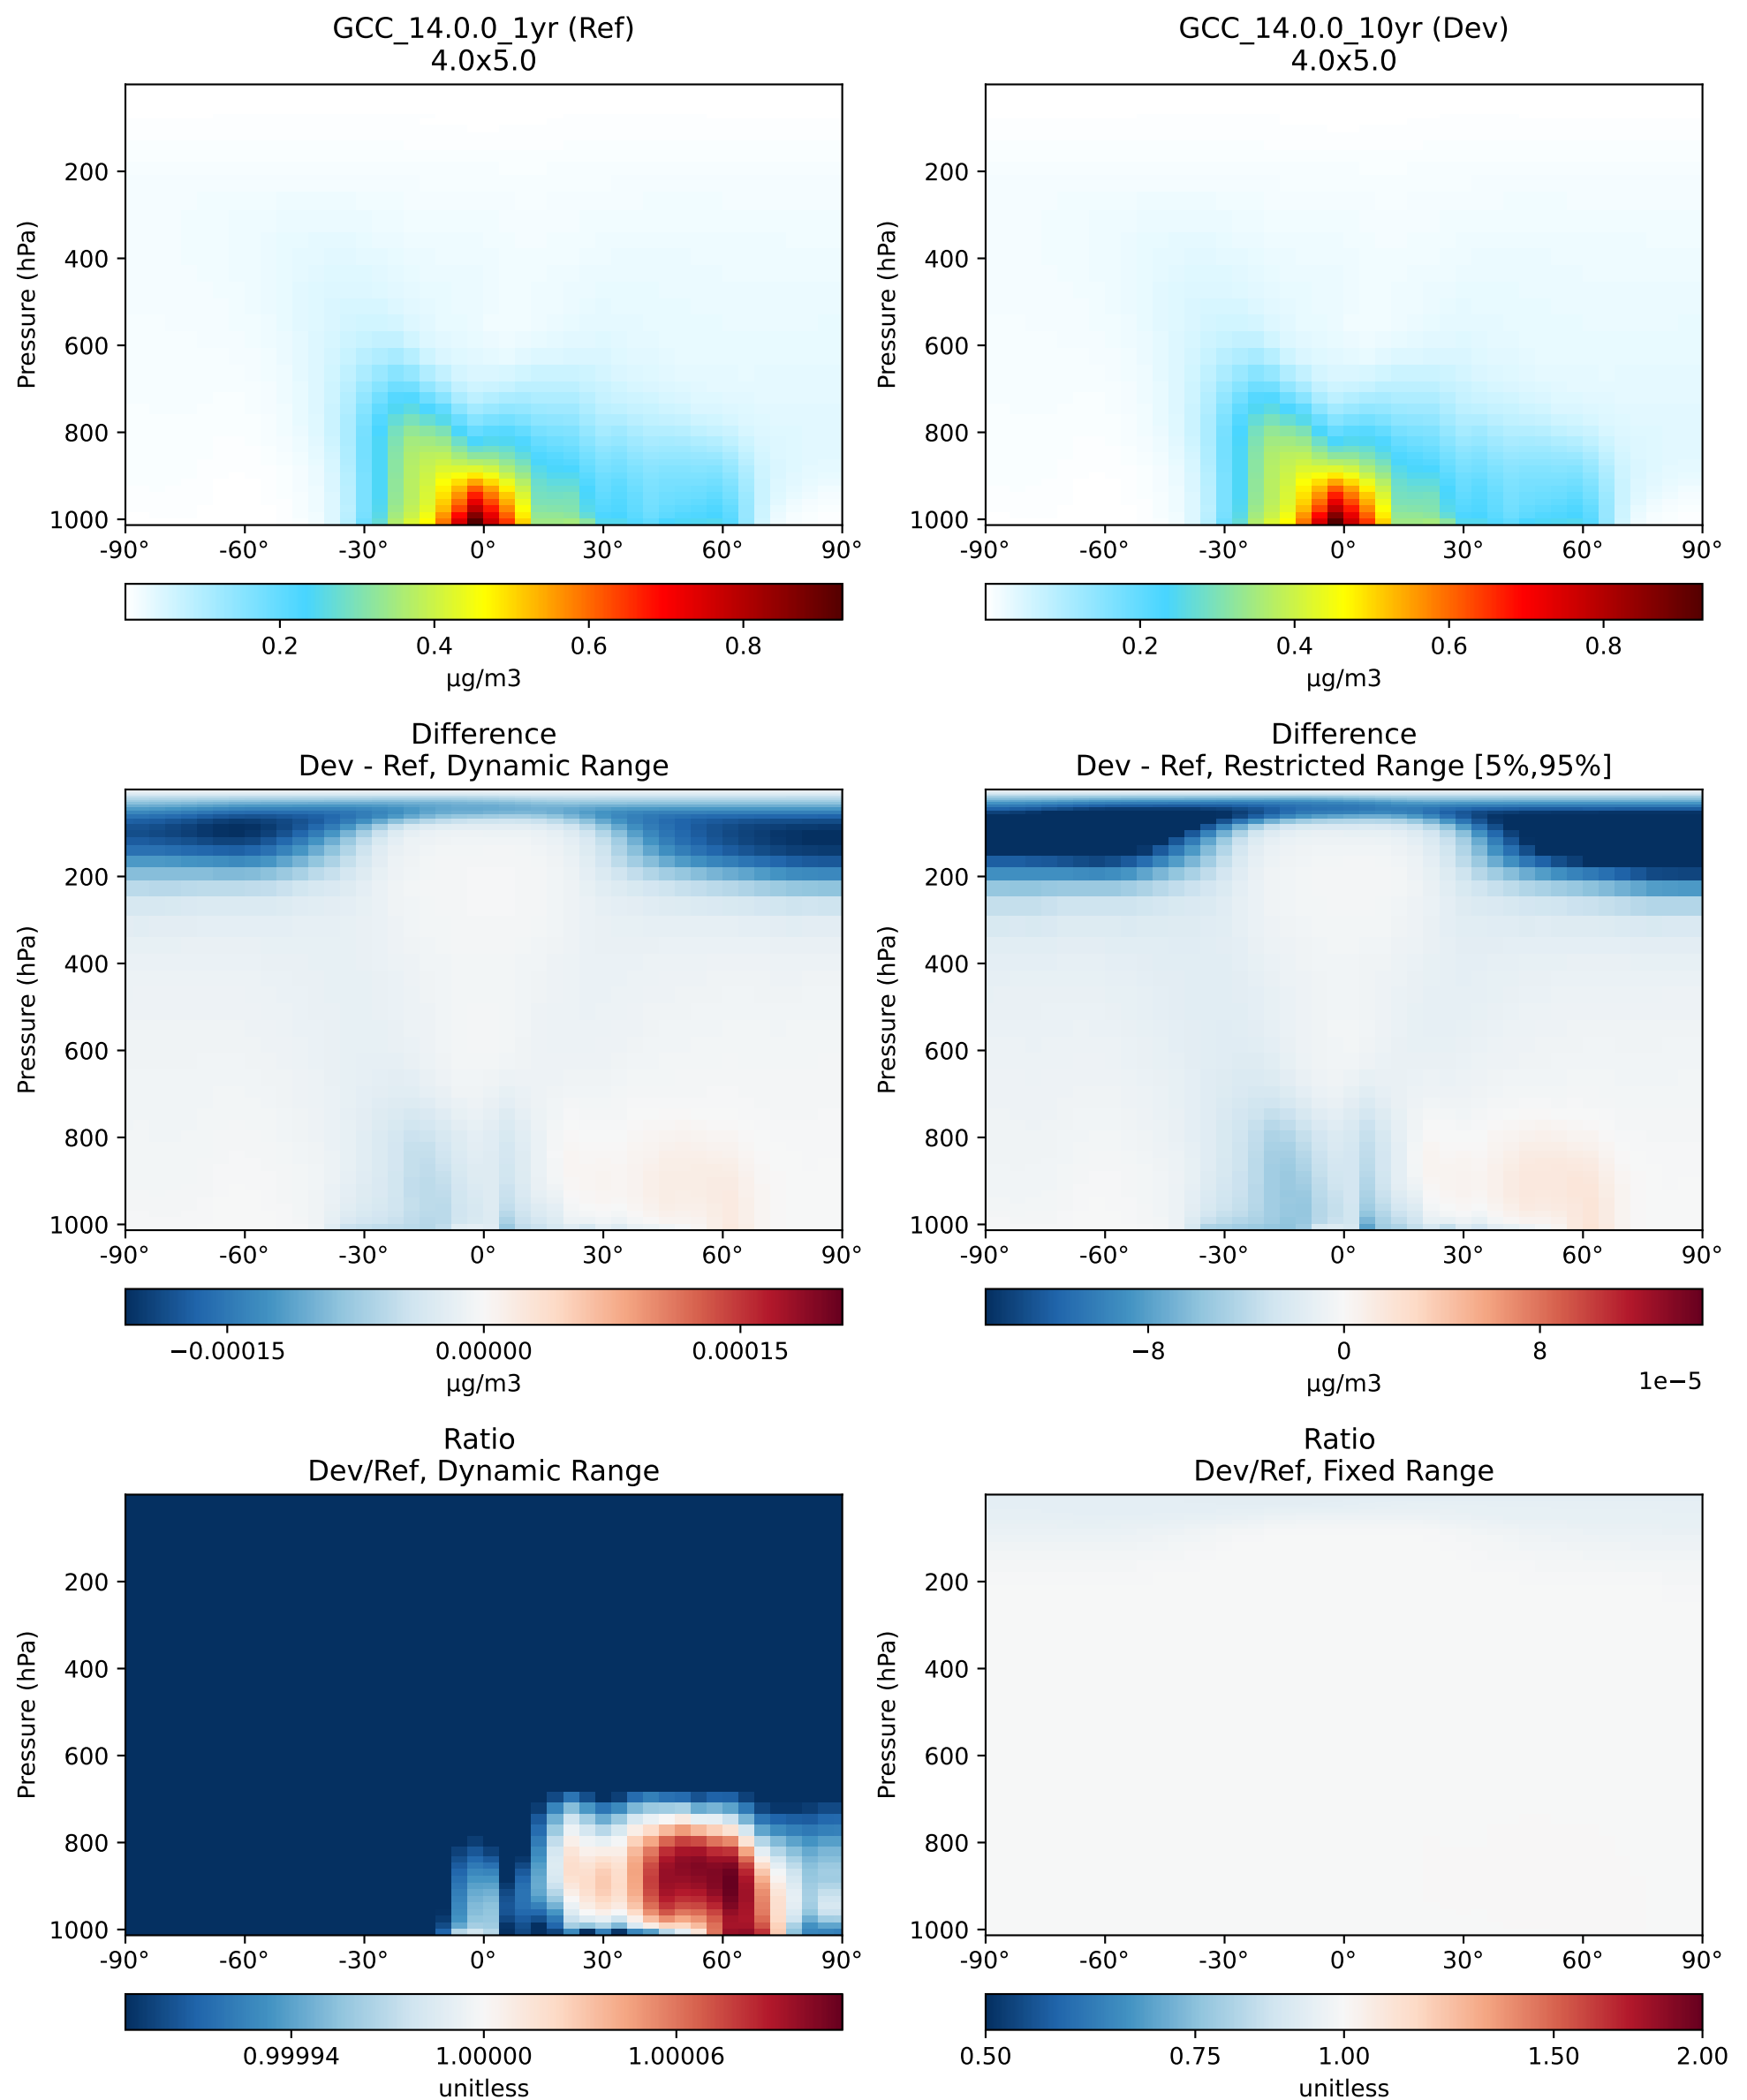 GCC_14.0.0_1yr (Ref)
4.0x5.0
Pressure (hPa)
200
400
600
800
1000
-90° -60° -30° 0° 30° 60° 90°
0.2 0.4 0.6 0.8
µg/m3
GCC_14.0.0_10yr (Dev)
4.0x5.0
Pressure (hPa)
200
400
600
800
1000
-90° -60° -30° 0° 30° 60° 90°
0.2 0.4 0.6 0.8
µg/m3
Difference
Dev - Ref, Dynamic Range
Pressure (hPa)
200
400
600
800
1000
-90° -60° -30° 0° 30° 60° 90°
−0.00015 0.00000 0.00015
µg/m3
Difference
Dev - Ref, Restricted Range [5%,95%]
Pressure (hPa)
200
400
600
800
1000
-90° -60° -30° 0° 30° 60° 90°
−8 0 8
1e−5
µg/m3
Ratio
Dev/Ref, Dynamic Range
Pressure (hPa)
200
400
600
800
1000
-90° -60° -30° 0° 30° 60° 90°
0.99994 1.00000 1.00006
unitless
Ratio
Dev/Ref, Fixed Range
Pressure (hPa)
200
400
600
800
1000
-90° -60° -30° 0° 30° 60° 90°
0.50 0.75 1.00 1.50 2.00
unitless